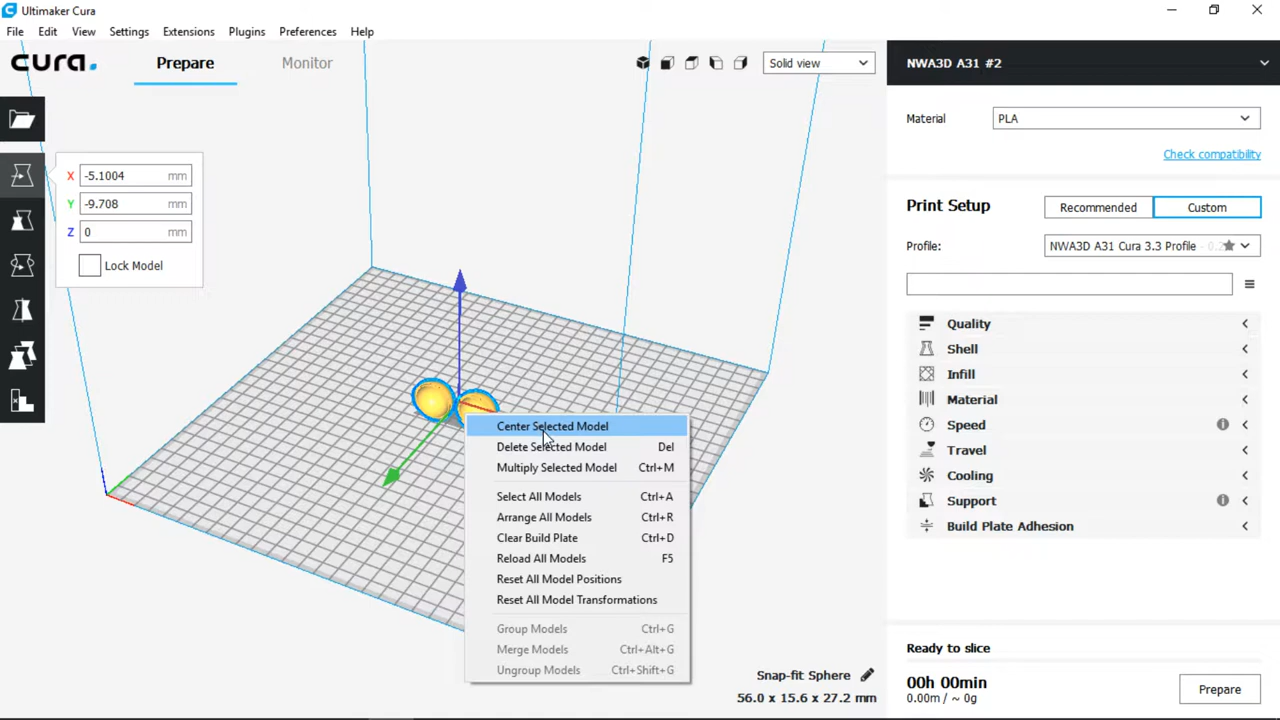 Ultimaker Cura
File Edit View Settings Extensions Plugins Preferences Help
cura.
Prepare Monitor
Solid view
NWA3D A31 #2
Material PLA
Check compatibility
X -5.1004 mm
Y -9.708 mm
Z 0 mm
Lock Model
Print Setup Recommended Custom
Profile: NWA3D A31 Cura 3.3 Profile
Quality
Shell
Infill
Material
Speed
Travel
Cooling
Support
Build Plate Adhesion
Center Selected Model
Delete Selected Model Del
Multiply Selected Model Ctrl+M
Select All Models Ctrl+A
Arrange All Models Ctrl+R
Clear Build Plate Ctrl+D
Reload All Models F5
Reset All Model Positions
Reset All Model Transformations
Group Models Ctrl+G
Merge Models Ctrl+Alt+G
Ungroup Models Ctrl+Shift+G
Snap-fit Sphere
56.0 x 15.6 x 27.2 mm
Ready to slice
00h 00min
0.00m / ~ 0g
Prepare